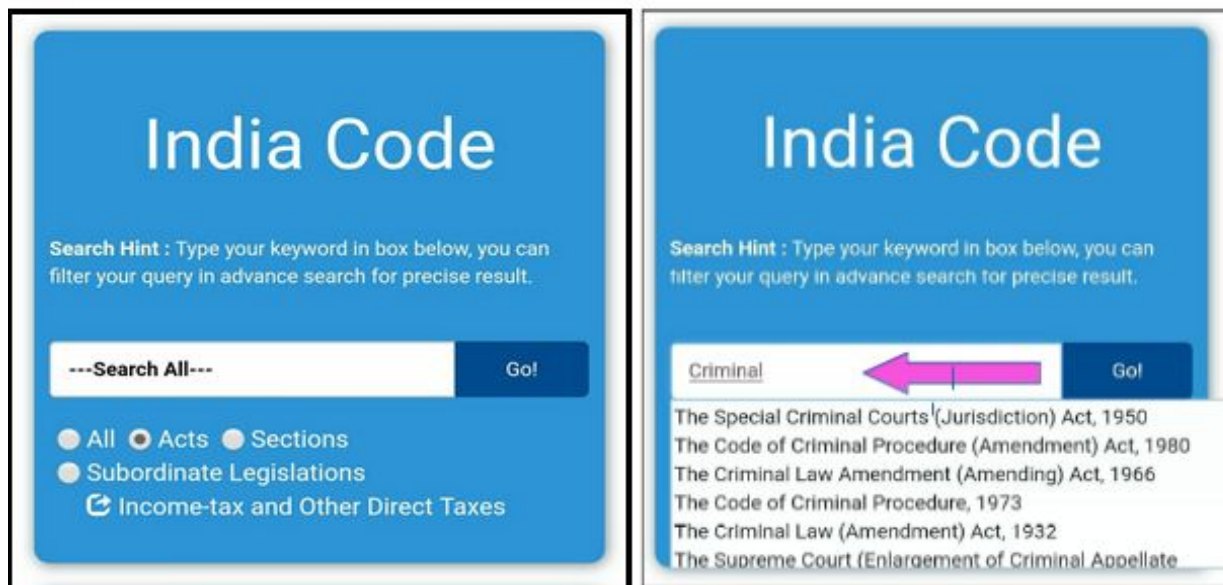 India Code
Search Hint : Type your keyword in box below, you can
filter your query in advance search for precise result.
---Search All---
Go!
All Acts Sections
Subordinate Legislations
Income-tax and Other Direct Taxes
India Code
Search Hint : Type your keyword in box below, you can
filter your query in advance search for precise result.
Criminal
Go!
The Special Criminal Courts (Jurisdiction) Act, 1950
The Code of Criminal Procedure (Amendment) Act, 1980
The Criminal Law Amendment (Amending) Act, 1966
The Code of Criminal Procedure, 1973
The Criminal Law (Amendment) Act, 1932
The Supreme Court (Enlargement of Criminal Appellate